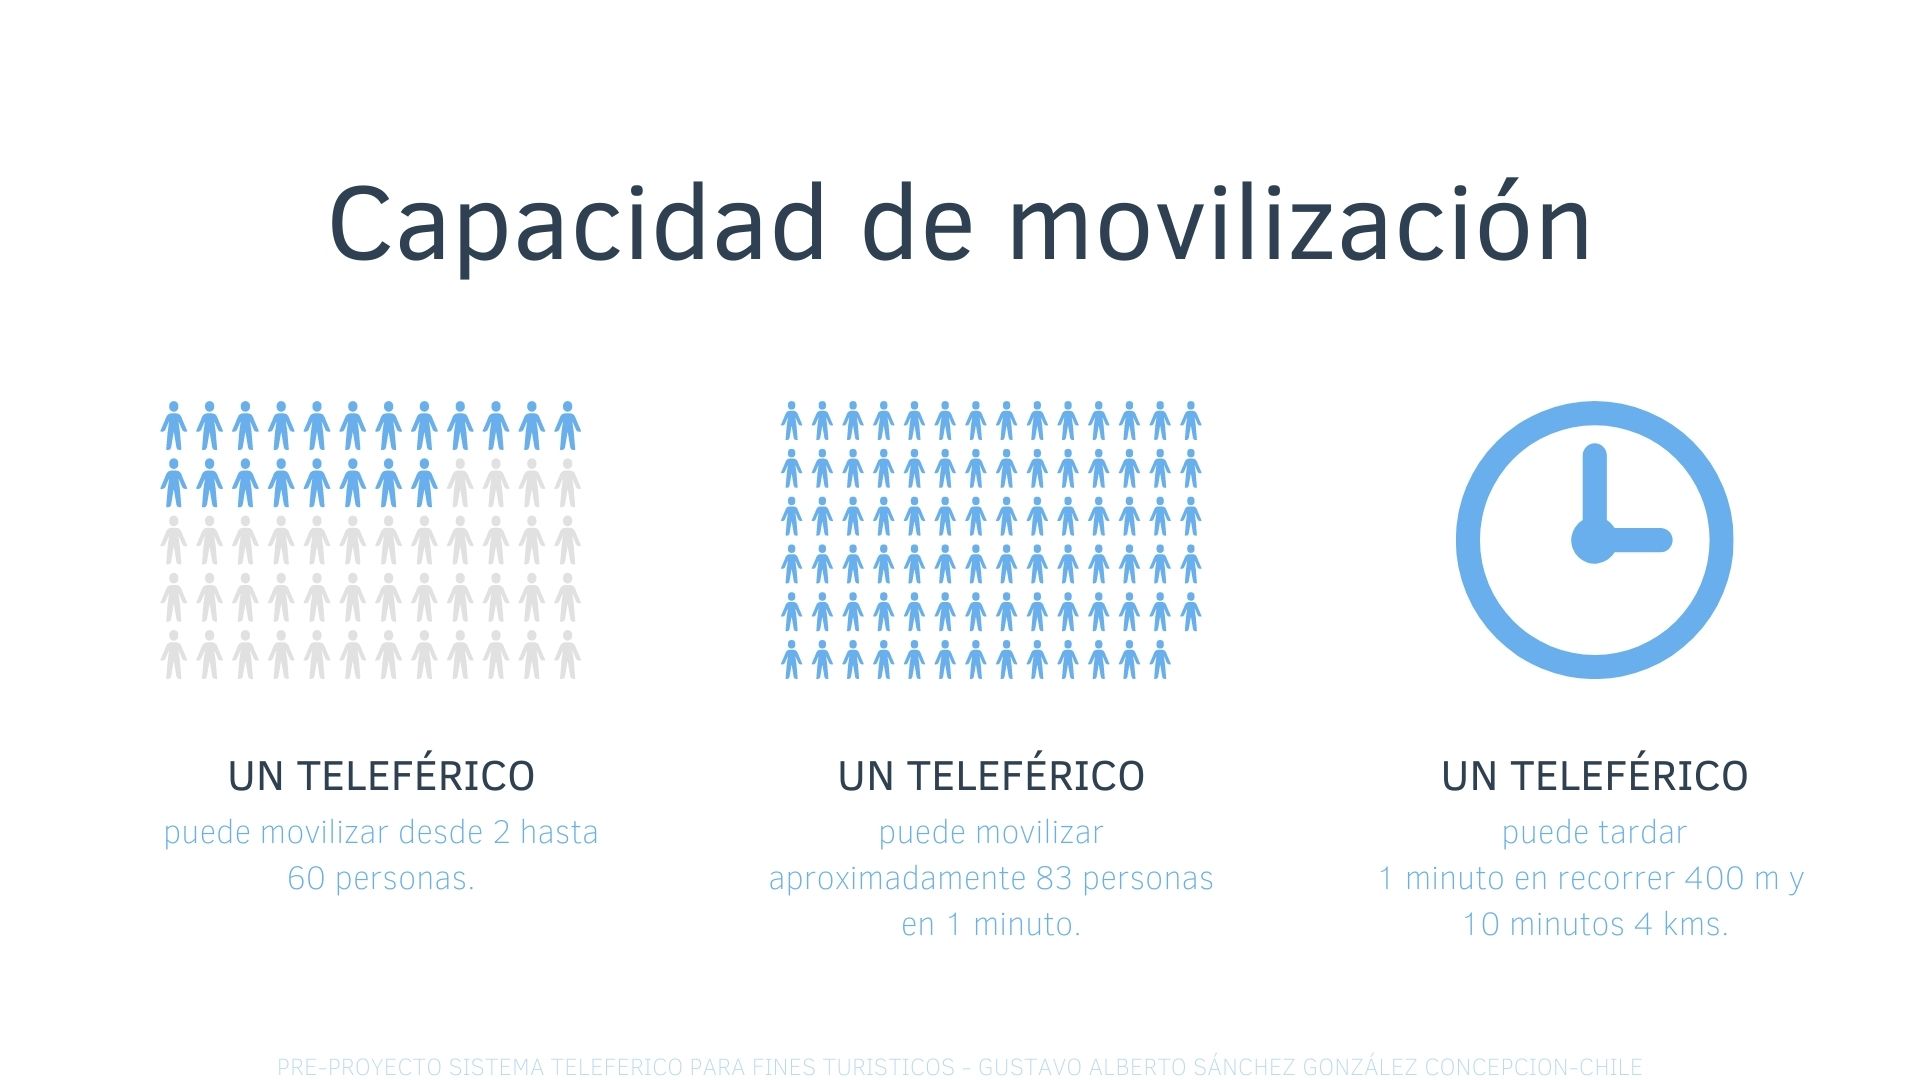 Capacidad de movilización
UN TELEFÉRICO
puede movilizar desde 2 hasta
60 personas.
UN TELEFÉRICO
puede movilizar
aproximadamente 83 personas
en 1 minuto.
UN TELEFÉRICO
puede tardar
1 minuto en recorrer 400 m y
10 minutos 4 kms.
PRE-PROYECTO SISTEMA TELEFERICO PARA FINES TURISTICOS - GUSTAVO ALBERTO SÁNCHEZ GONZÁLEZ CONCEPCION-CHILE